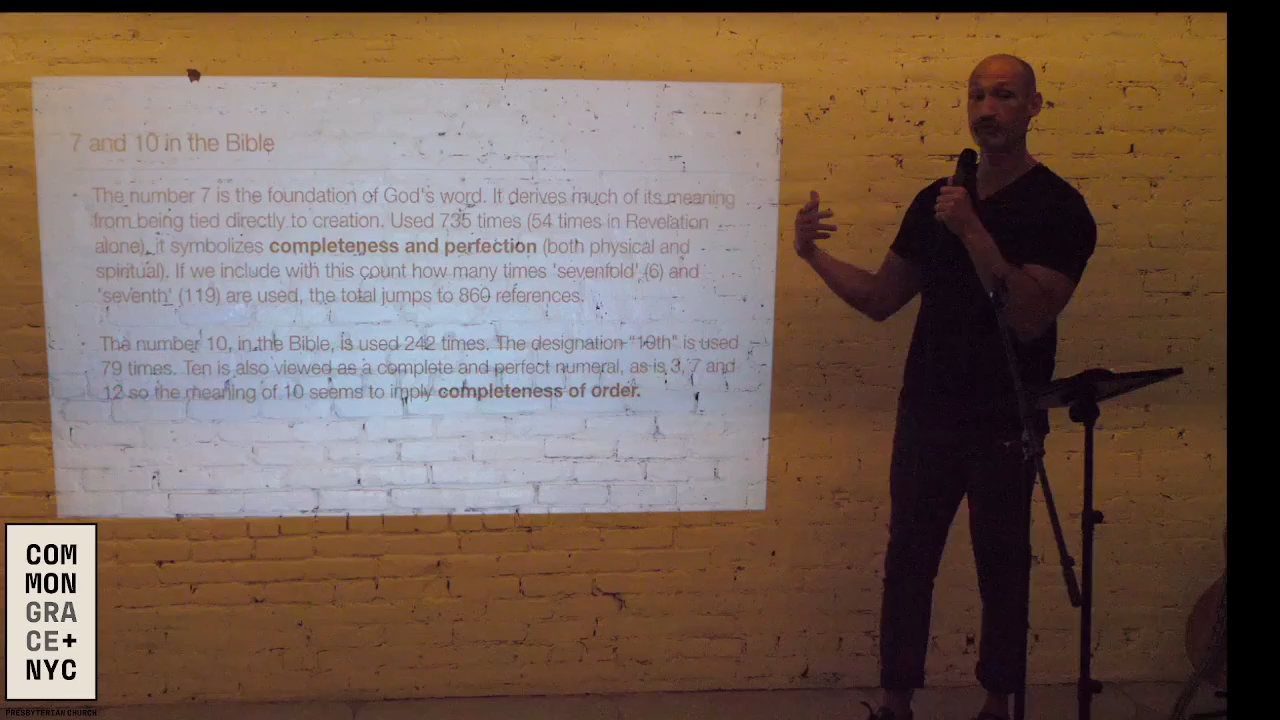 7 and 10 in the Bible
The number 7 is the foundation of God's word. It derives much of its meaning
from being tied directly to creation. Used 735 times (54 times in Revelation
alone), it symbolizes completeness and perfection (both physical and
spiritual). If we include with this count how many times 'sevenfold' (6) and
'seventh' (119) are used, the total jumps to 860 references.
The number 10, in the Bible, is used 242 times. The designation "10th" is used
79 times. Ten is also viewed as a complete and perfect numeral, as is 3, 7 and
12 so the meaning of 10 seems to imply completeness of order.
COM
MON
GRA
CE+
NYC
PRESBYTERIAN CHURCH